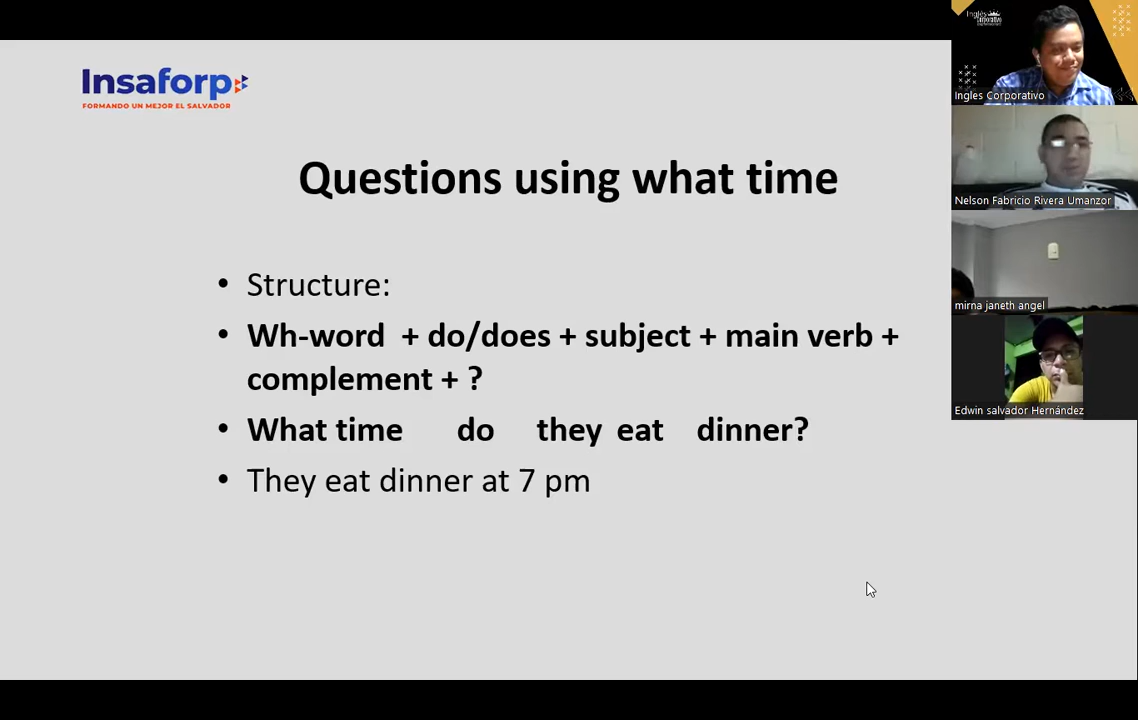 Insaforp
FORMANDO UN MEJOR EL SALVADOR
Questions using what time
• Structure:
• Wh-word + do/does + subject + main verb +
complement + ?
• What time do they eat dinner?
• They eat dinner at 7 pm
Inglés
Corporativo
Ingles Corporativo
Nelson Fabricio Rivera Umanzor
mirna janeth angel
Edwin salvador Hernández